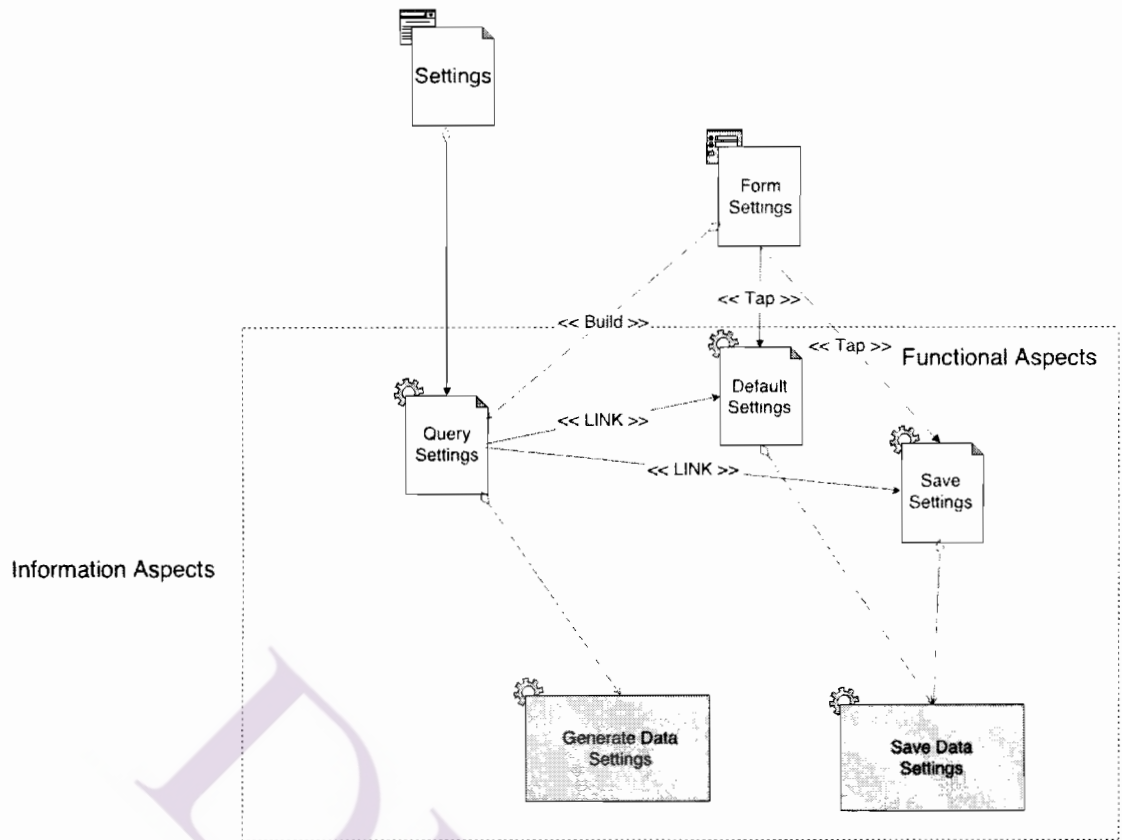 Settings
Form
Settings
<< Tap >>
<< Build >>
<< Tap >>
Functional Aspects
Default
Settings
Query
Settings
<< LINK >>
<< LINK >>
Save
Settings
Information Aspects
Generate Data
Settings
Save Data
Settings